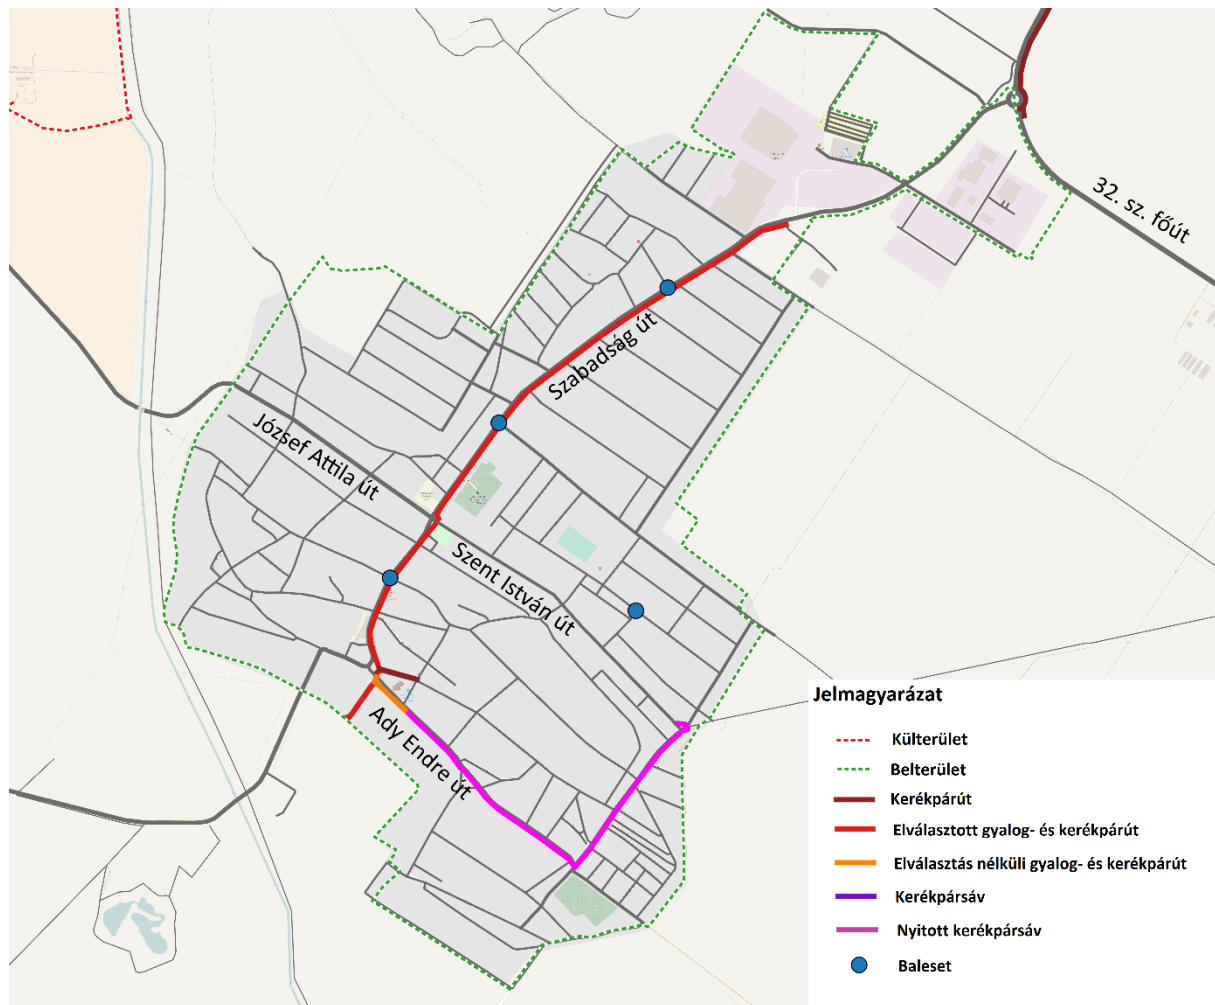 32. sz. főút
Szabadság út
József Attila út
Szent István út
Ady Endre út
Jelmagyarázat
Külterület
Belterület
Kerékpárút
Elválasztott gyalog- és kerékpárút
Elválasztás nélküli gyalog- és kerékpárút
Kerékpársáv
Nyitott kerékpársáv
Baleset